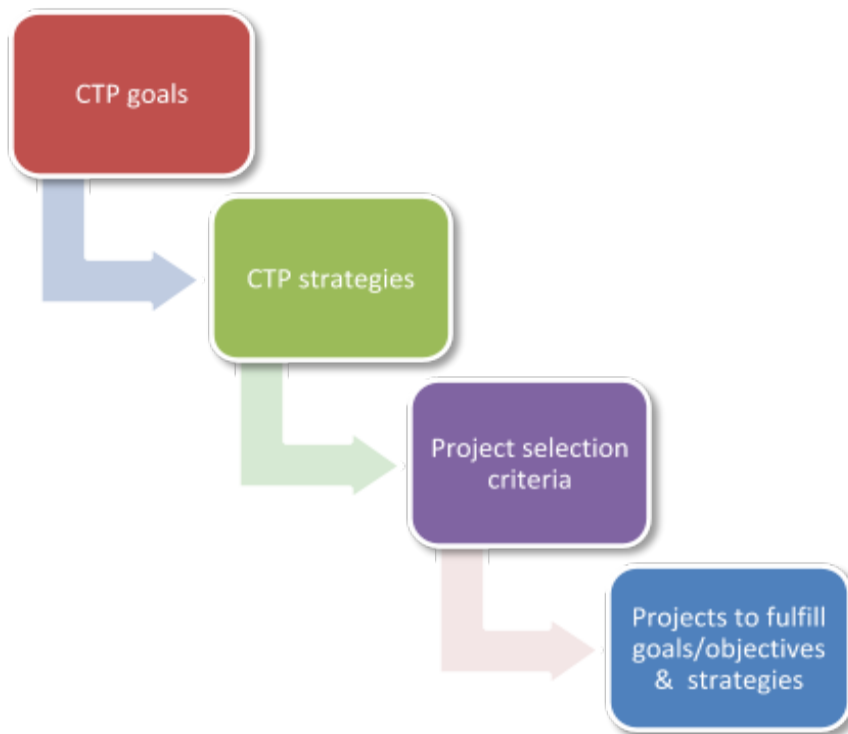 CTP goals
CTP strategies
Project selection
criteria
Projects to fulfill
goals/objectives
& strategies